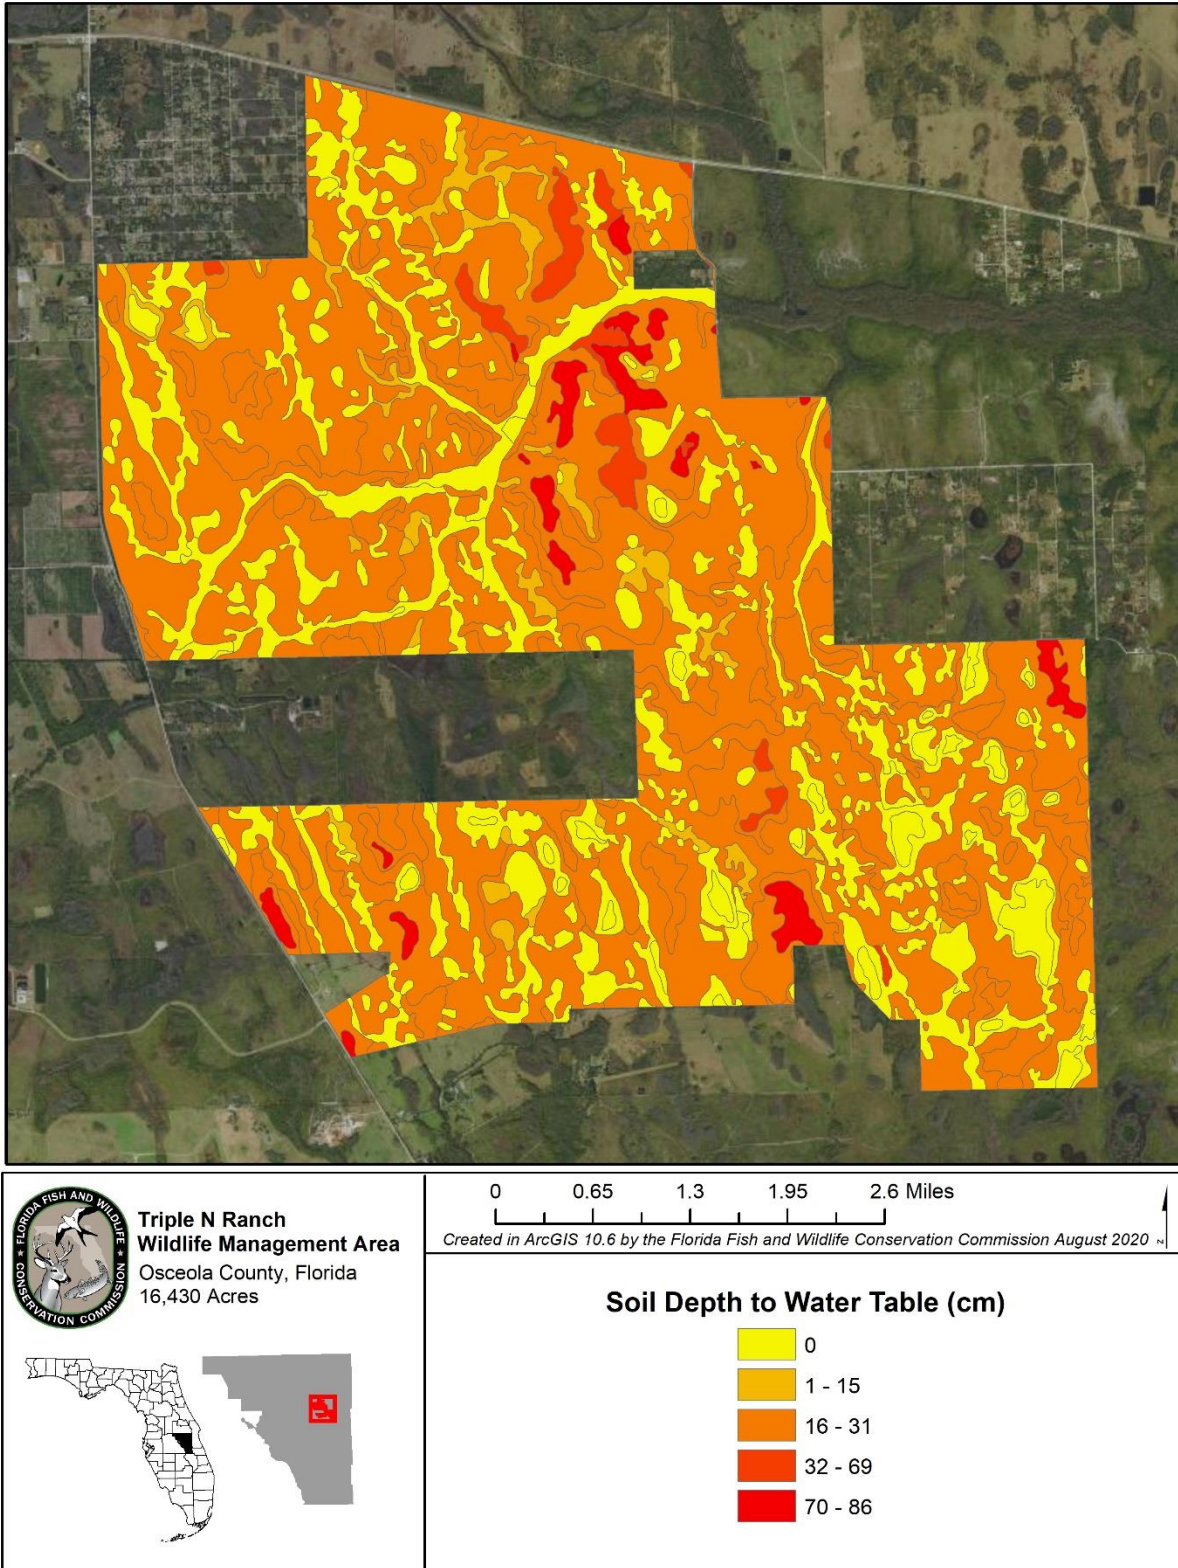 FLORIDA FISH AND WILDLIFE
CONSERVATION COMMISSION
Triple N Ranch
Wildlife Management Area
Osceola County, Florida
16,430 Acres
0 0.65 1.3 1.95 2.6 Miles
Created in ArcGIS 10.6 by the Florida Fish and Wildlife Conservation Commission August 2020
N
Soil Depth to Water Table (cm)
0
1 - 15
16 - 31
32 - 69
70 - 86